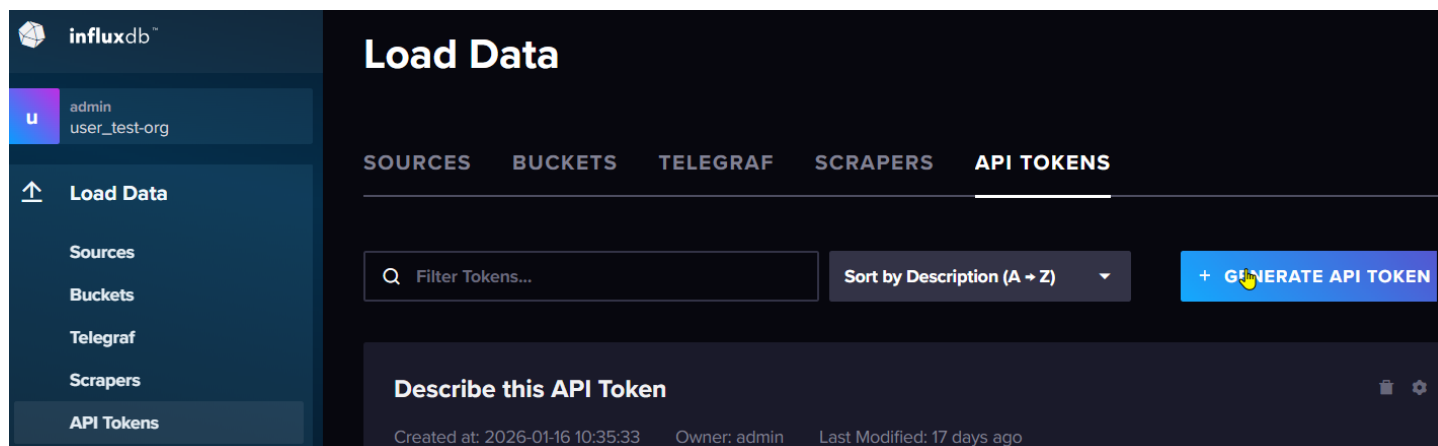 influxdb™
u
admin
user_test-org
Load Data
Sources
Buckets
Telegraf
Scrapers
API Tokens
Load Data
SOURCES BUCKETS TELEGRAF SCRAPERS API TOKENS
Filter Tokens... Sort by Description (A → Z) + GENERATE API TOKEN
Describe this API Token
Created at: 2026-01-16 10:35:33 Owner: admin Last Modified: 17 days ago